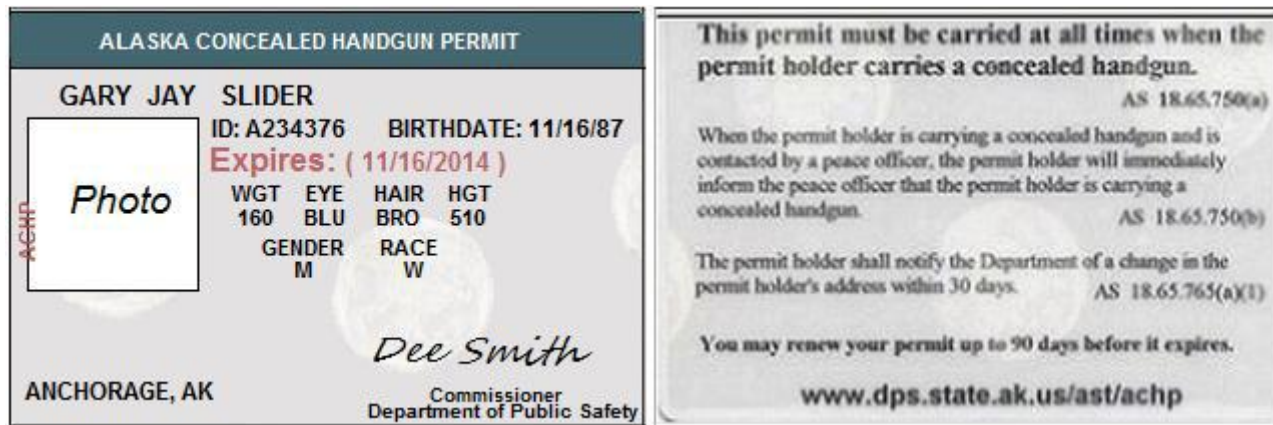 ALASKA CONCEALED HANDGUN PERMIT
GARY JAY SLIDER
ID: A234376 BIRTHDATE: 11/16/87
Expires: ( 11/16/2014 )
WGT EYE HAIR HGT
160 BLU BRO 510
GENDER RACE
M W
Photo
ACHP
Dee Smith
ANCHORAGE, AK
Commissioner
Department of Public Safety
This permit must be carried at all times when the
permit holder carries a concealed handgun.
AS 18.65.750(a)
When the permit holder is carrying a concealed handgun and is
contacted by a peace officer, the permit holder will immediately
inform the peace officer that the permit holder is carrying a
concealed handgun.
AS 18.65.750(b)
The permit holder shall notify the Department of a change in the
permit holder's address within 30 days. AS 18.65.765(a)(1)
You may renew your permit up to 90 days before it expires.
www.dps.state.ak.us/ast/achp